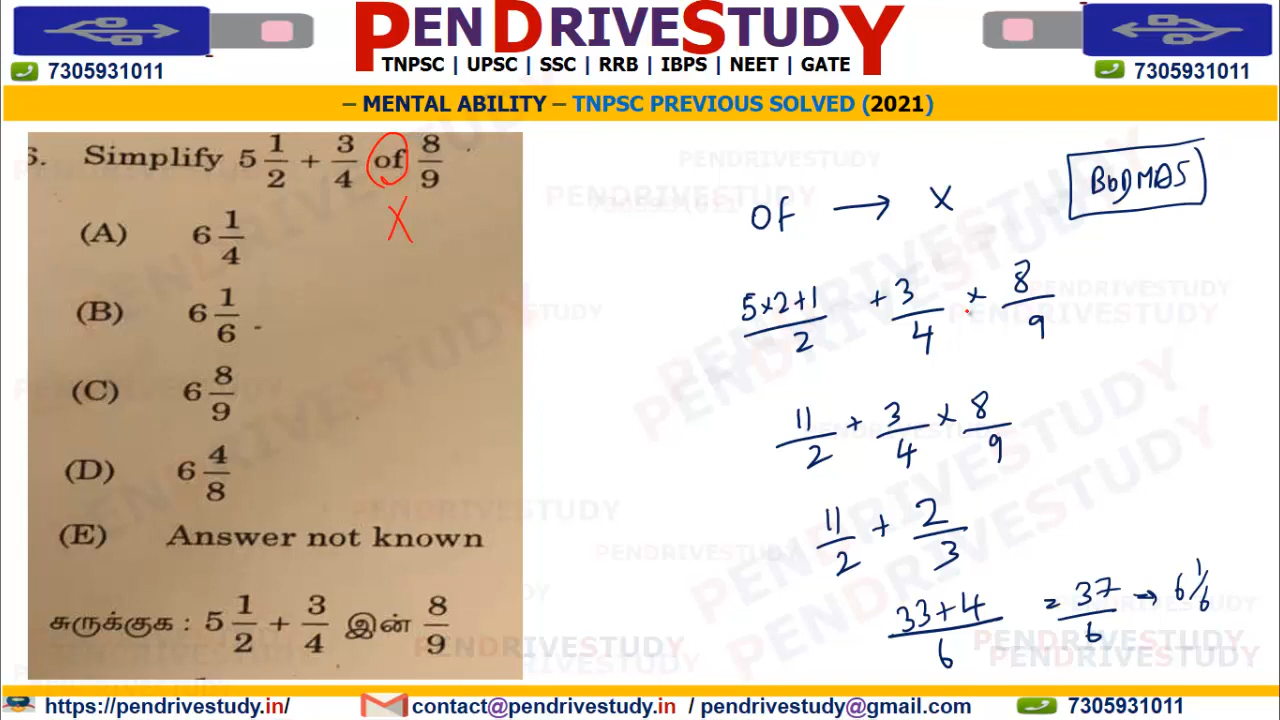 PENDRIVESTUDY
TNPSC | UPSC | SSC | RRB | IBPS | NEET | GATE
7305931011
7305931011
– MENTAL ABILITY – TNPSC PREVIOUS SOLVED (2021)
6. Simplify 5 1/2 + 3/4 of 8/9
X
(A) 6 1/4
(B) 6 1/6
(C) 6 8/9
(D) 6 4/8
(E) Answer not known
சுருக்குக : 5 1/2 + 3/4 இன் 8/9
BODMAS
OF → X
(5×2+1)/2 + 3/4 × 8/9
11/2 + 3/4 × 8/9
11/2 + 2/3
(33+4)/6 = 37/6 → 6 1/6
https://pendrivestudy.in/ contact@pendrivestudy.in / pendrivestudy@gmail.com 7305931011